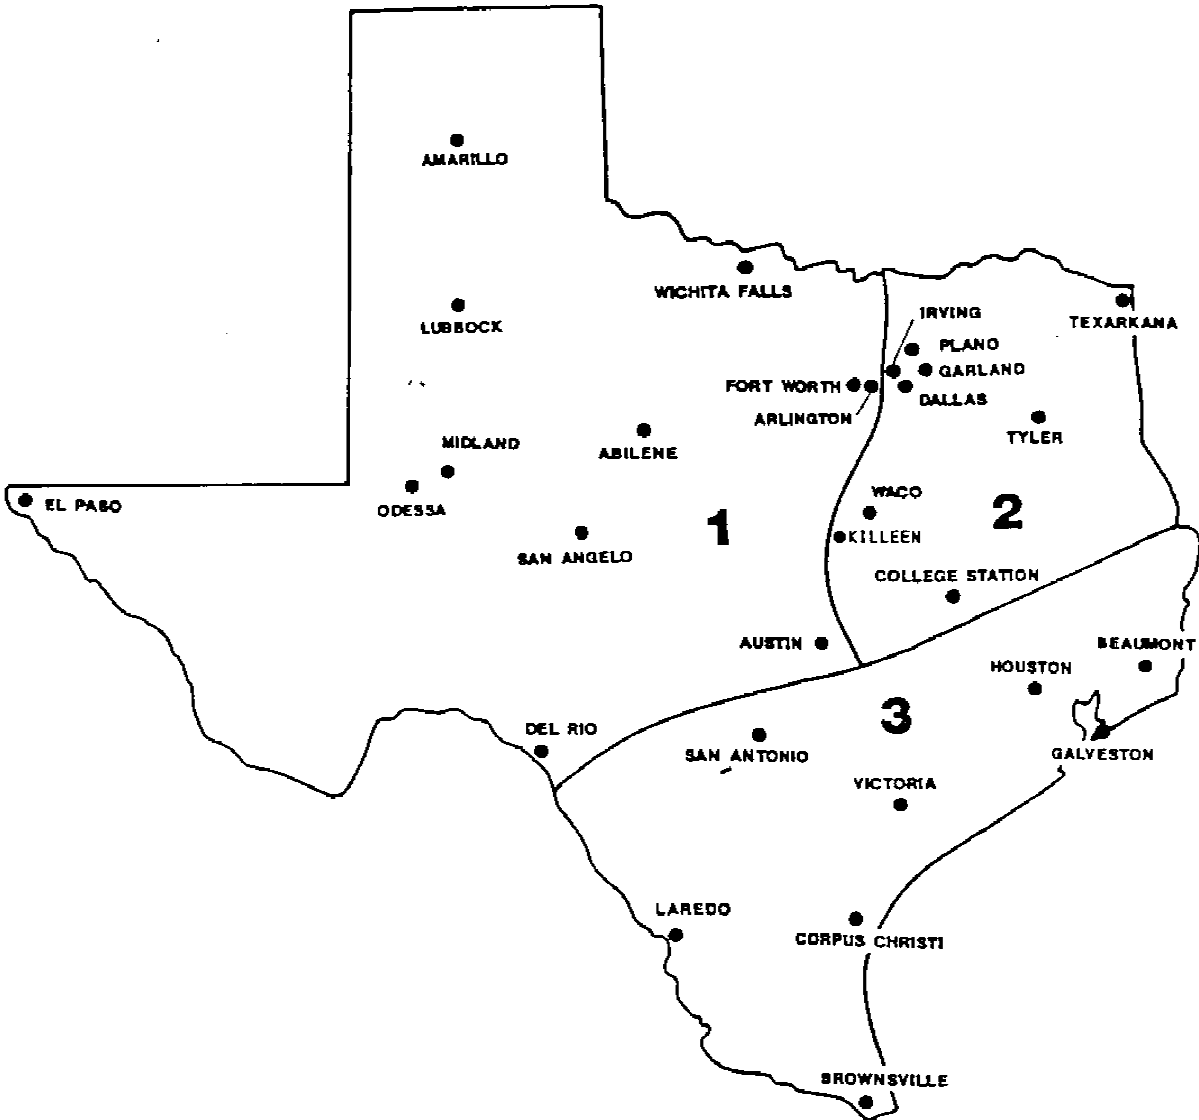 AMARILLO
WICHITA FALLS
LUBBOCK
IRVING
TEXARKANA
PLANO
GARLAND
FORT WORTH
DALLAS
ARLINGTON
TYLER
MIDLAND
ABILENE
EL PASO
ODESSA
WACO
1
2
KILLEEN
SAN ANGELO
COLLEGE STATION
AUSTIN
BEAUMONT
HOUSTON
3
DEL RIO
SAN ANTONIO
GALVESTON
VICTORIA
LAREDO
CORPUS CHRISTI
BROWNSVILLE